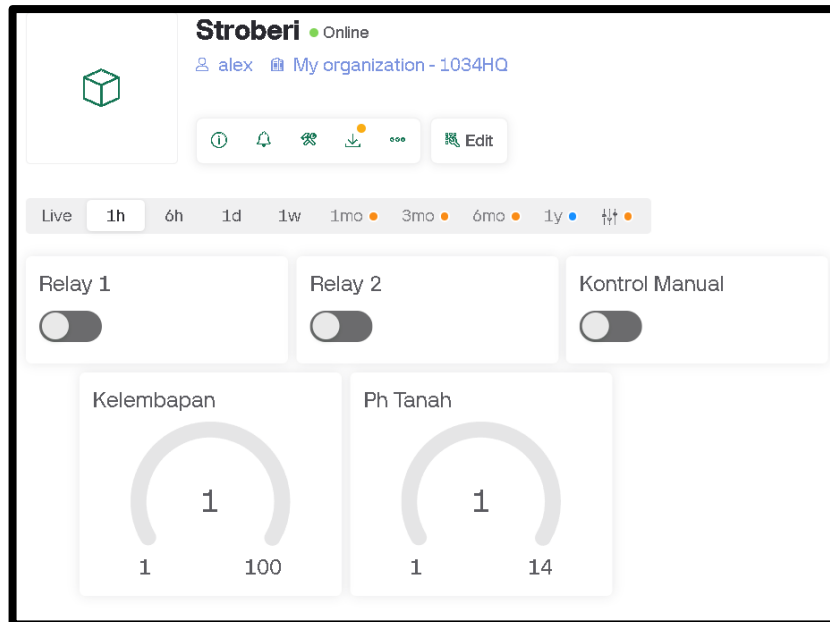 Stroberi Online
alex My organization - 1034HQ
Edit
Live 1h 6h 1d 1w 1mo 3mo 6mo 1y
Relay 1 Relay 2 Kontrol Manual
Kelembapan Ph Tanah
1 1
1 100 1 14